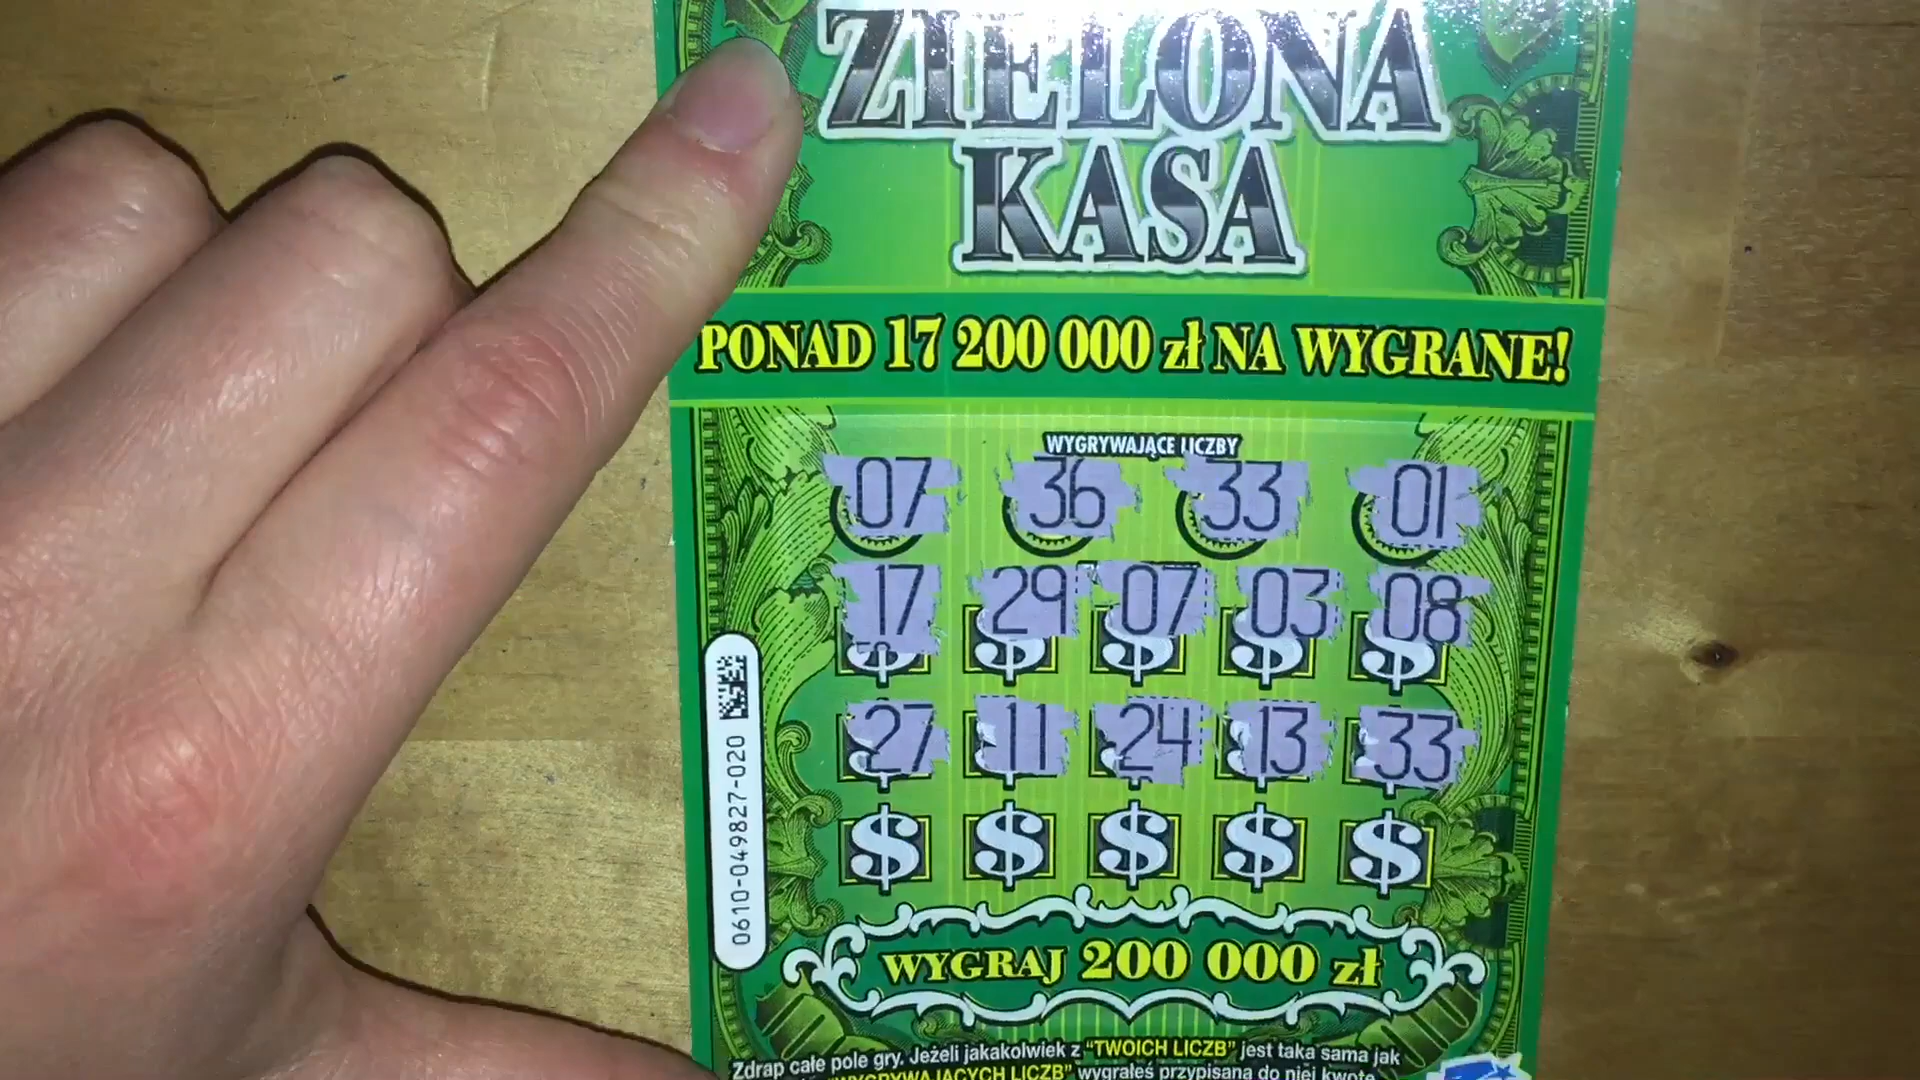 ZIELONA
KASA
PONAD 17 200 000 zł NA WYGRANE!
WYGRYWAJĄCE LICZBY
07 36 33 01
17 29 07 03 08
$ $ $ $ $
27 11 24 13 33
$ $ $ $ $
0610-049827-020
WYGRAJ 200 000 zł
Zdrap całe pole gry. Jeżeli jakakolwiek z "TWOICH LICZB" jest taka sama jak
"WYGRYWAJĄCYCH LICZB" wygrałeś przypisaną do niej kwotę